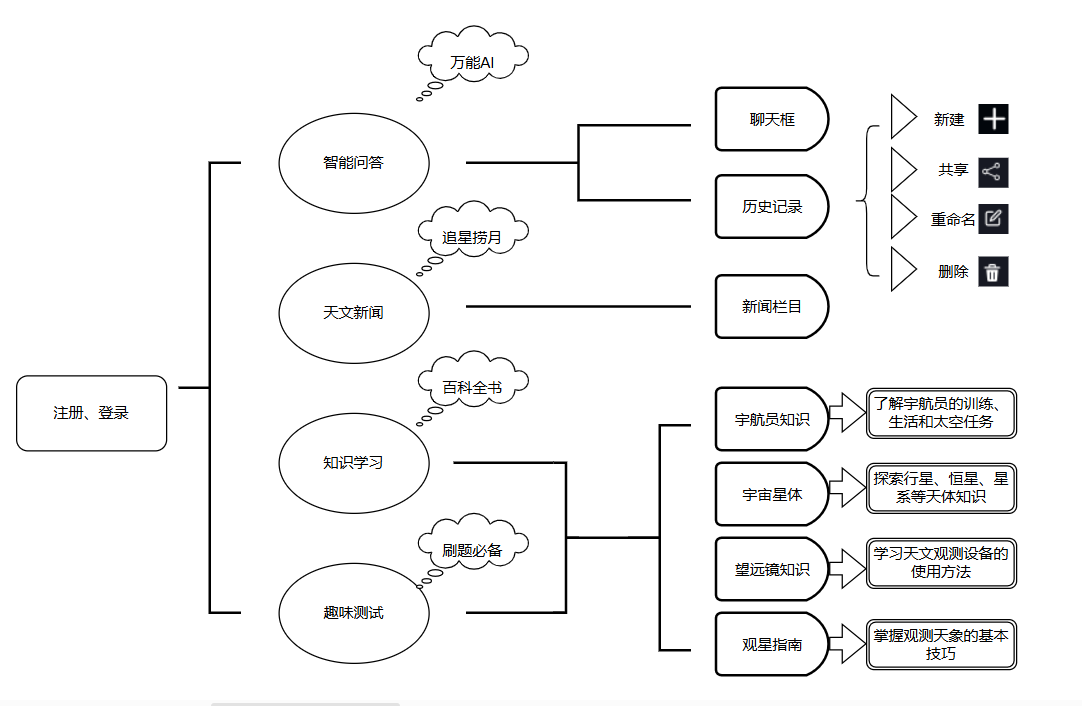 注册、登录
万能AI
智能问答
聊天框
历史记录
新建
共享
重命名
删除
追星捞月
天文新闻
新闻栏目
百科全书
知识学习
刷题必备
趣味测试
宇航员知识
了解宇航员的训练、
生活和太空任务
宇宙星体
探索行星、恒星、星
系等天体知识
望远镜知识
学习天文观测设备的
使用方法
观星指南
掌握观测天象的基本
技巧